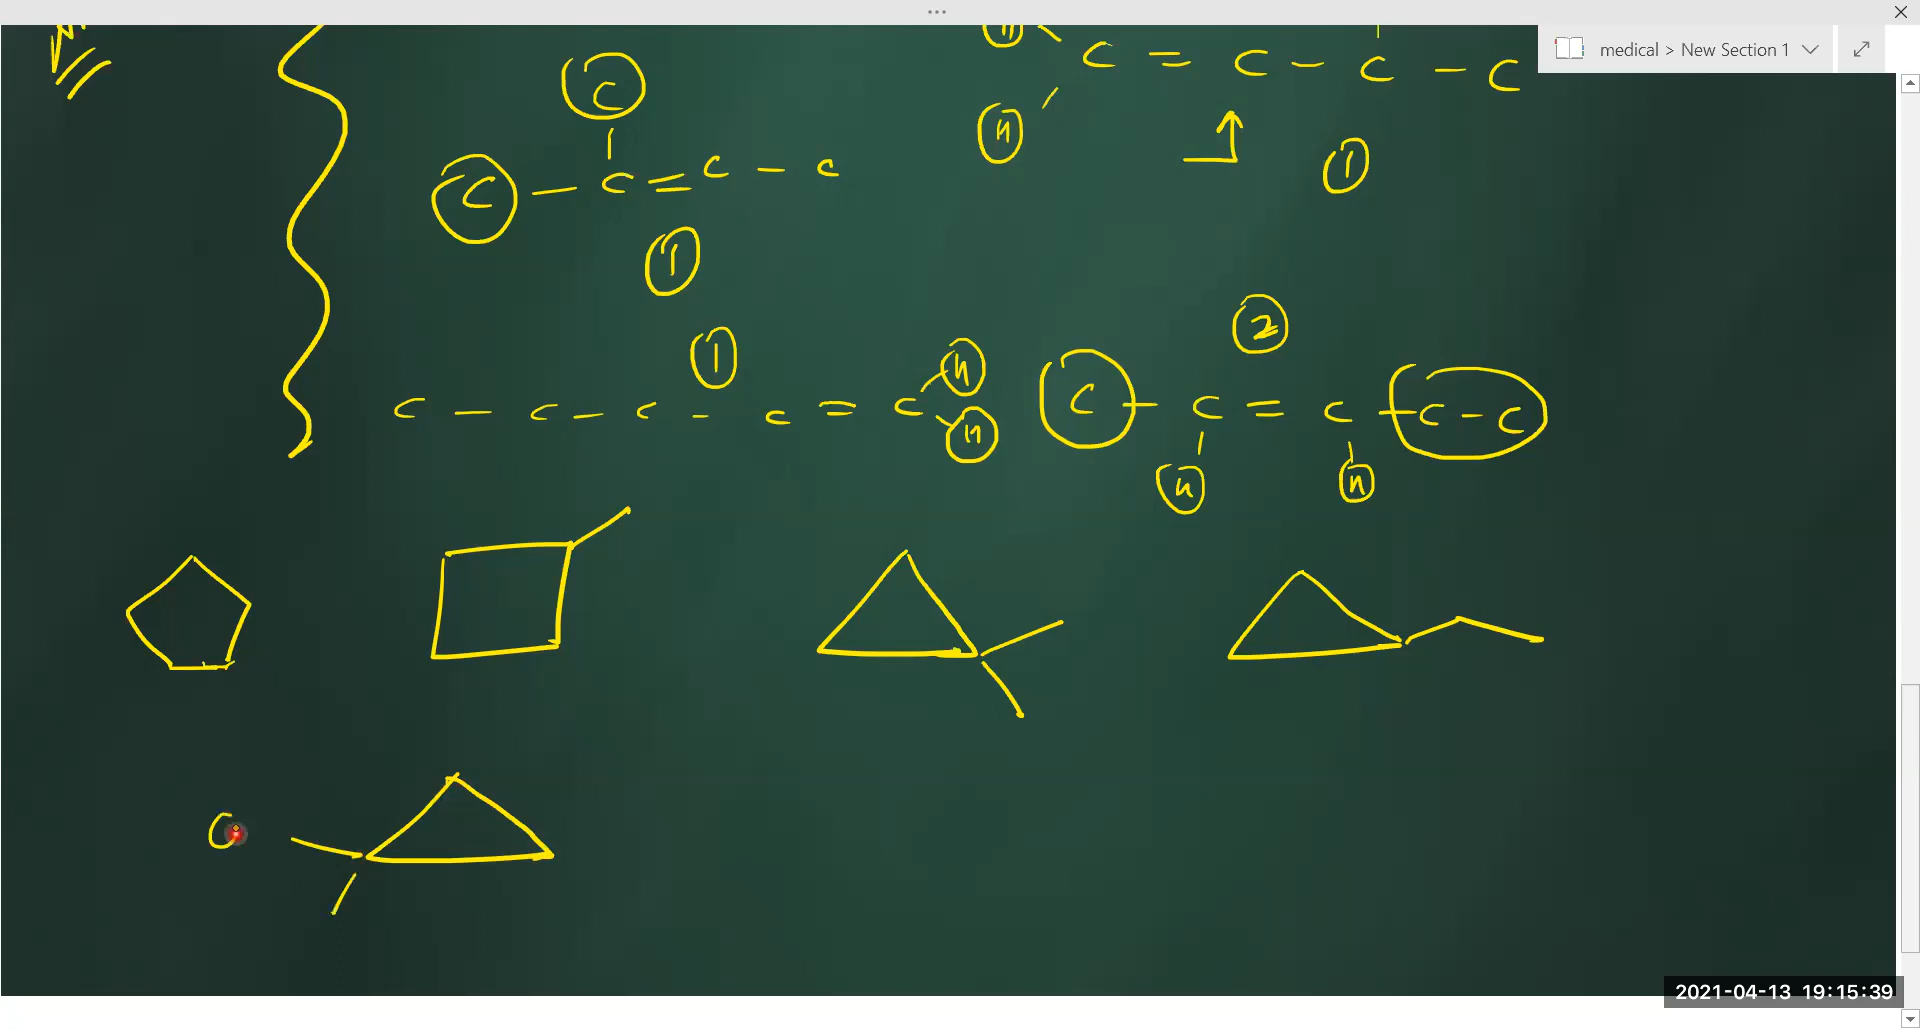 medical > New Section 1
H
C = C - C - C
C
H
C - C = C - C
1
1
2
1
C - C - C - C = C
H
H
C - C = C - C - C
H
H
C
2021-04-13 19:15:39